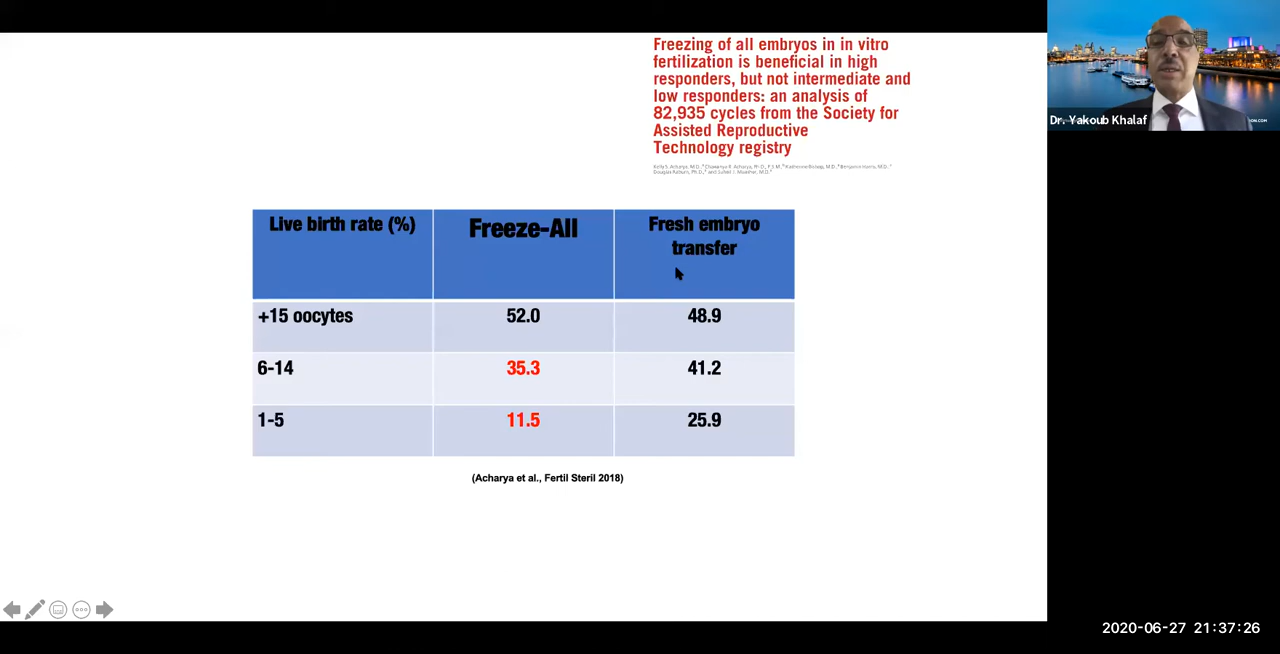 Freezing of all embryos in in vitro
fertilization is beneficial in high
responders, but not intermediate and
low responders: an analysis of
82,935 cycles from the Society for
Assisted Reproductive
Technology registry
Live birth rate (%)
Freeze-All
Fresh embryo
transfer
+15 oocytes
52.0
48.9
6-14
35.3
41.2
1-5
11.5
25.9
(Acharya et al., Fertil Steril 2018)
Dr. Yakoub Khalaf
2020-06-27 21:37:26